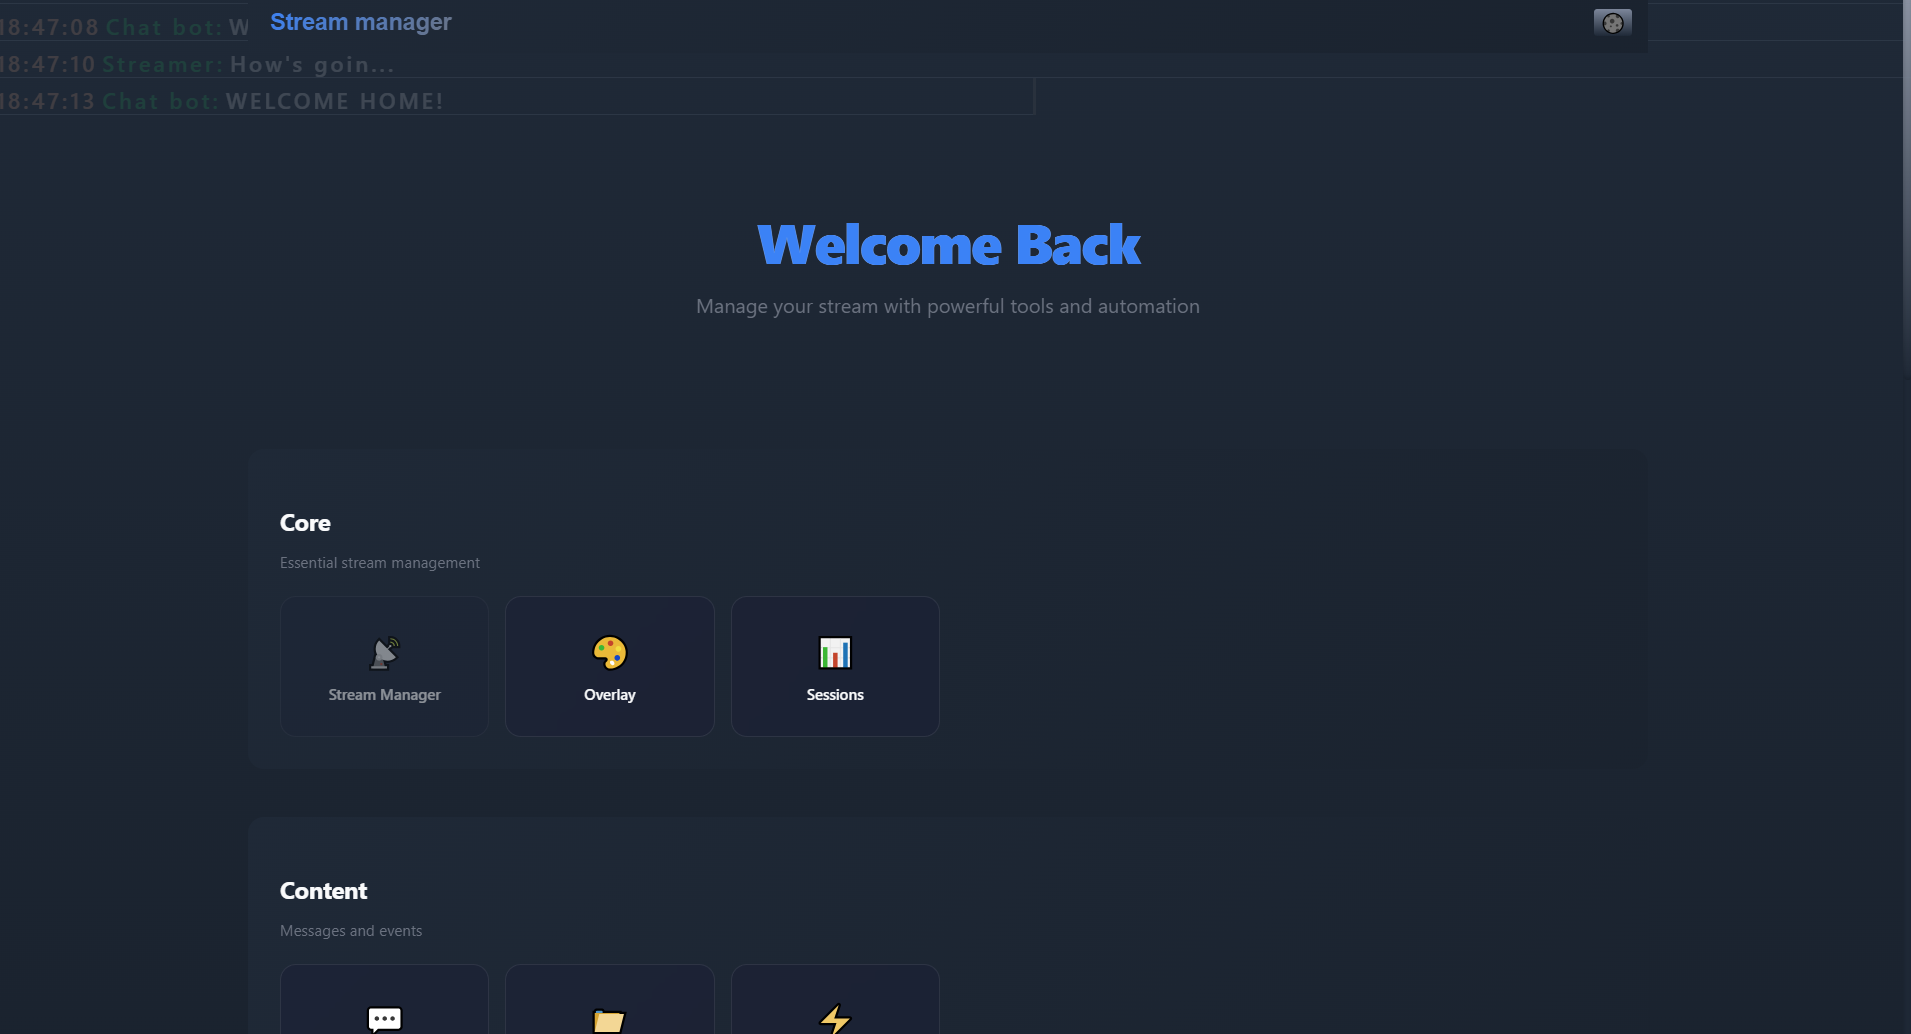 18:47:08 Chat bot: W
Stream manager
18:47:10 Streamer: How's goin...
18:47:13 Chat bot: WELCOME HOME!
Welcome Back
Manage your stream with powerful tools and automation
Core
Essential stream management
Stream Manager
Overlay
Sessions
Content
Messages and events